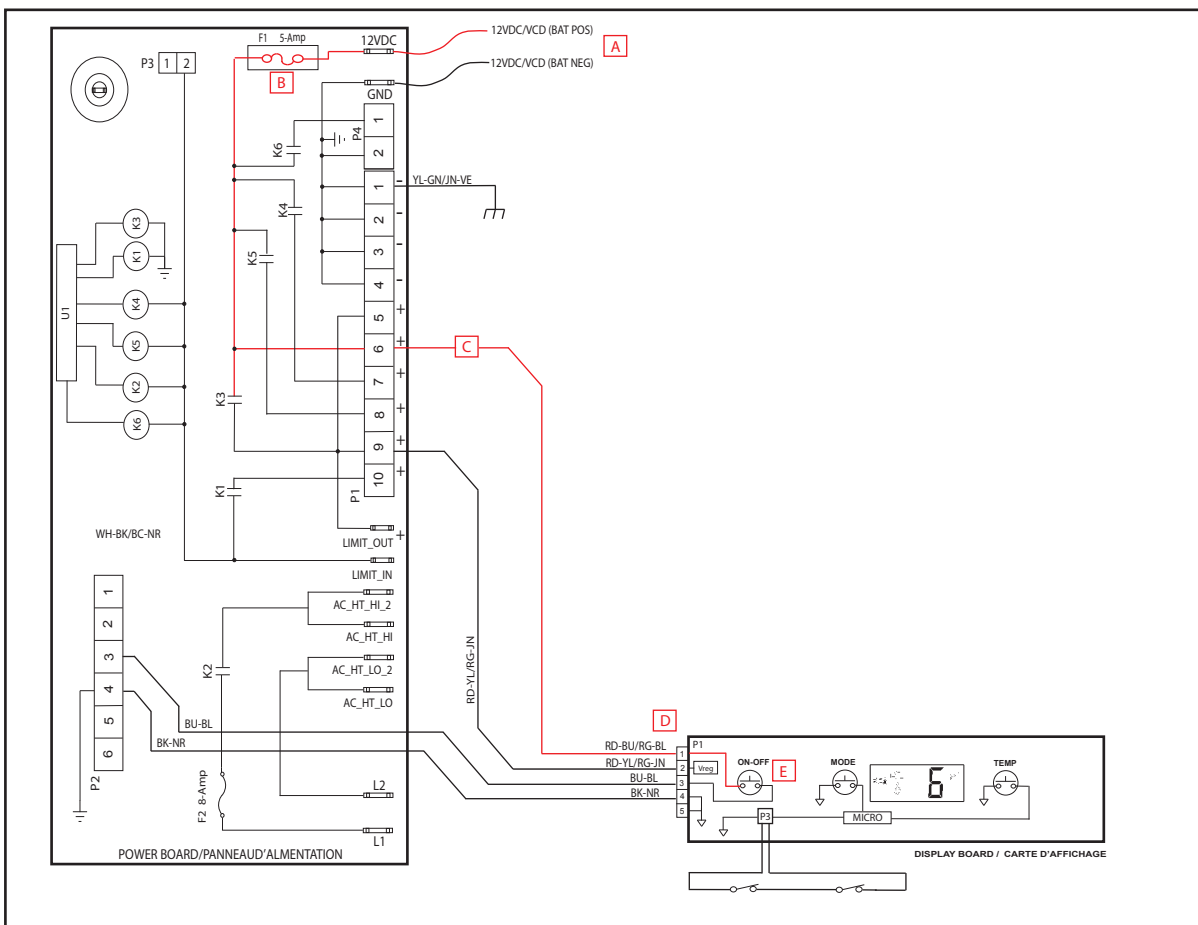 F1 5-Amp
12VDC
12VDC/VCD (BAT POS)
A
P3 1 2
B
12VDC/VCD (BAT NEG)
GND
K6
1
P4
2
K4
1
-
YL-GN/JN-VE
2
-
K3
K5
3
-
K1
4
-
U1
K4
5
+
K5
6
+
C
K2
K3
7
+
K6
8
+
9
+
K1
10
+
P1
WH-BK/BC-NR
LIMIT_OUT
+
LIMIT_IN
1
AC_HT_HI_2
2
AC_HT_HI
3
K2
AC_HT_LO_2
RD-YL/RG-JN
4
AC_HT_LO
5
BU-BL
D
6
BK-NR
P2
RD-BU/RG-BL
1
P1
RD-YL/RG-JN
2
Vreg
ON-OFF
E
MODE
6
TEMP
BU-BL
3
BK-NR
4
5
F2 8-Amp
L2
P3
MICRO
L1
POWER BOARD/PANNEAUD'ALMENTATION
DISPLAY BOARD / CARTE D'AFFICHAGE